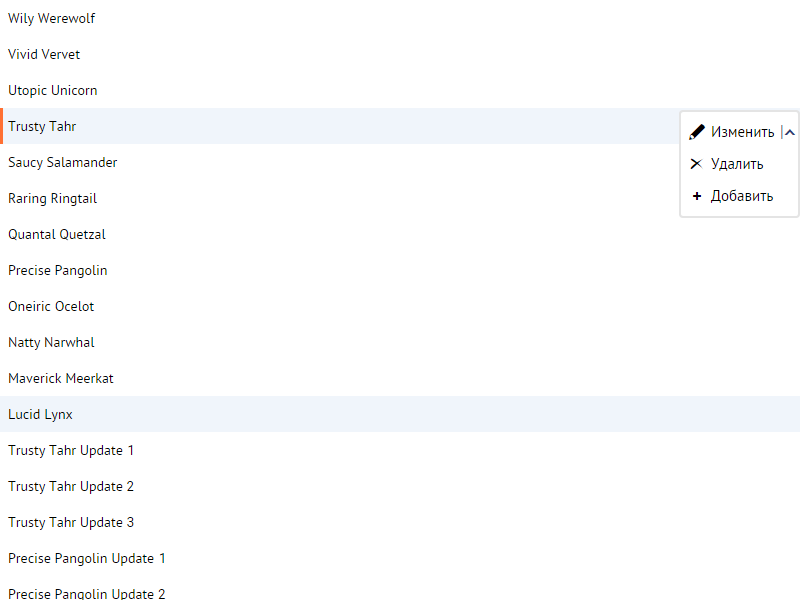 Wily Werewolf
Vivid Vervet
Utopic Unicorn
Trusty Tahr
Изменить
Saucy Salamander
Удалить
Raring Ringtail
Добавить
Quantal Quetzal
Precise Pangolin
Oneiric Ocelot
Natty Narwhal
Maverick Meerkat
Lucid Lynx
Trusty Tahr Update 1
Trusty Tahr Update 2
Trusty Tahr Update 3
Precise Pangolin Update 1
Precise Pangolin Update 2